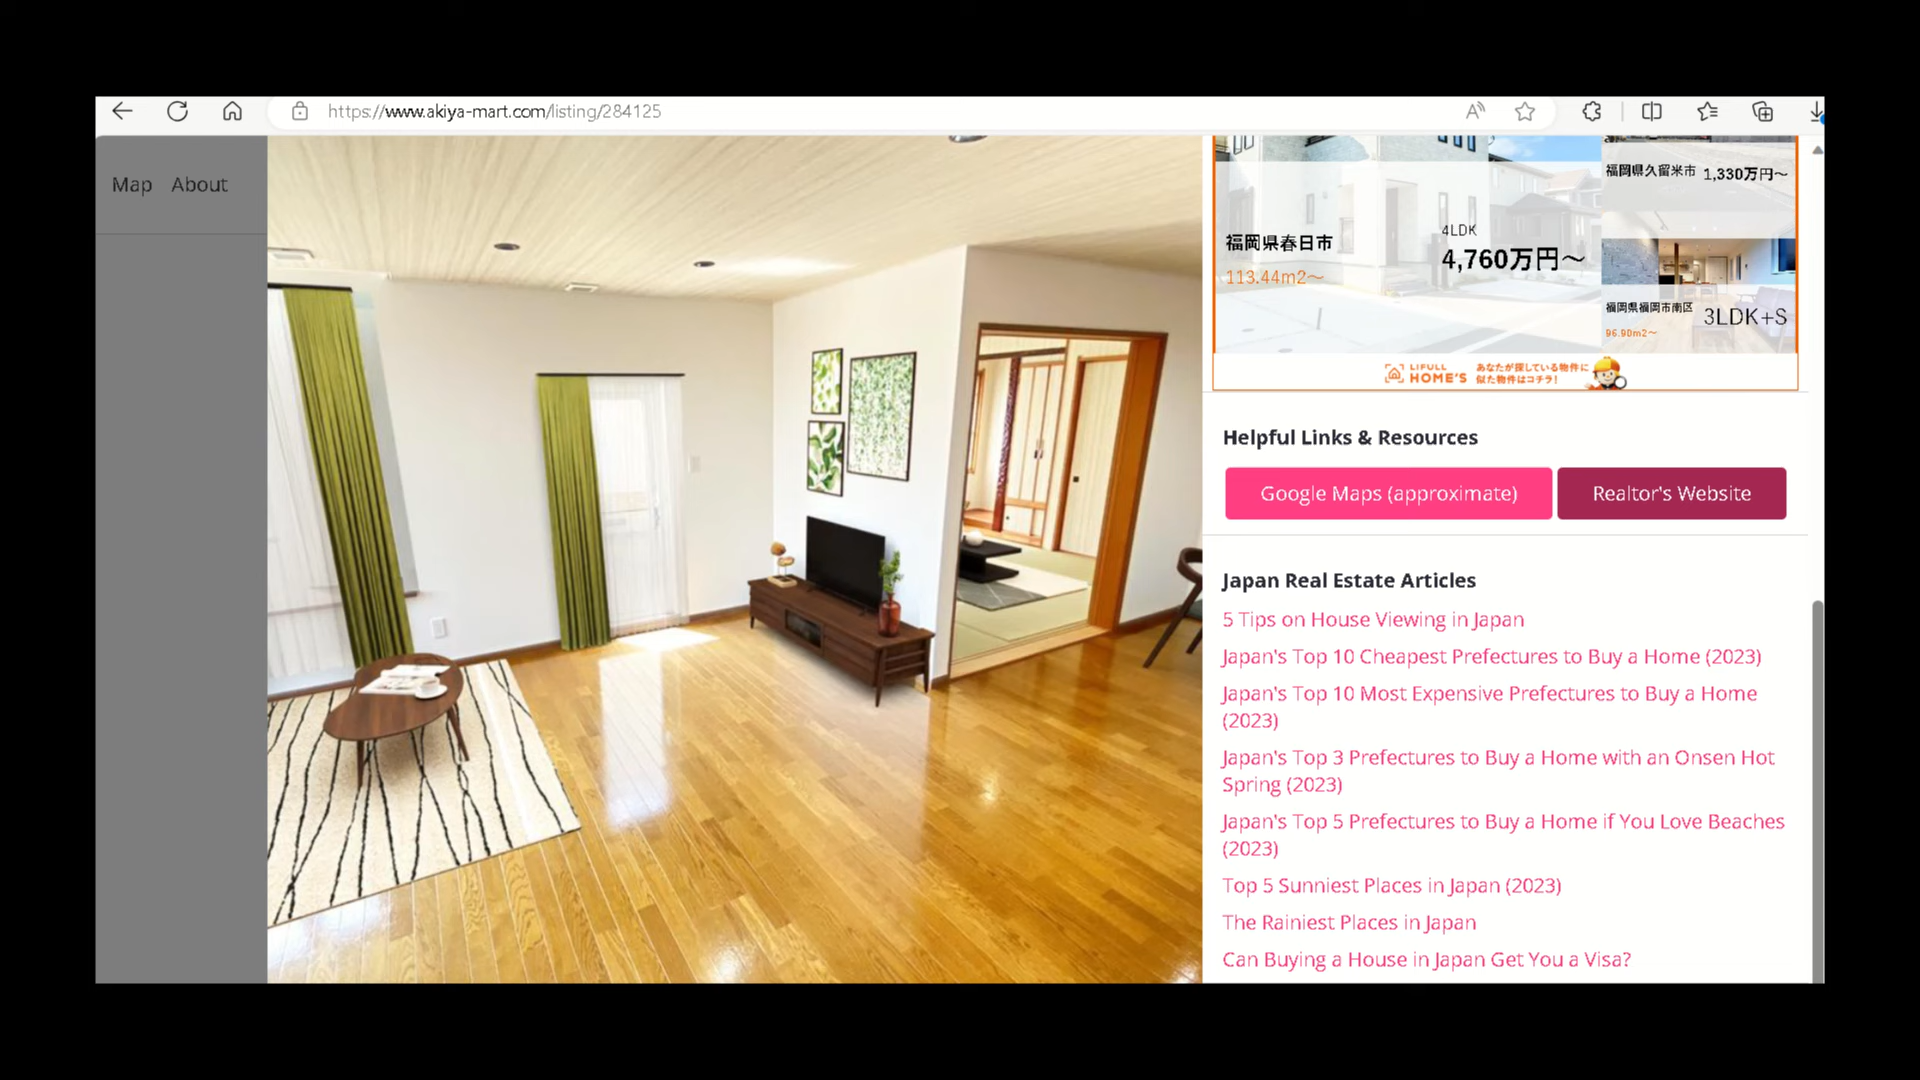 https://www.akiya-mart.com/listing/284125
Map About
福岡県久留米市 1,330万円～
福岡県春日市
113.44m2～
4LDK
4,760万円～
福岡県福岡市南区
96.90m2～
3LDK+S
LIFULL HOME'S
あなたが探している物件に
似た物件はコチラ!
Helpful Links & Resources
Google Maps (approximate)
Realtor's Website
Japan Real Estate Articles
5 Tips on House Viewing in Japan
Japan's Top 10 Cheapest Prefectures to Buy a Home (2023)
Japan's Top 10 Most Expensive Prefectures to Buy a Home
(2023)
Japan's Top 3 Prefectures to Buy a Home with an Onsen Hot
Spring (2023)
Japan's Top 5 Prefectures to Buy a Home if You Love Beaches
(2023)
Top 5 Sunniest Places in Japan (2023)
The Rainiest Places in Japan
Can Buying a House in Japan Get You a Visa?